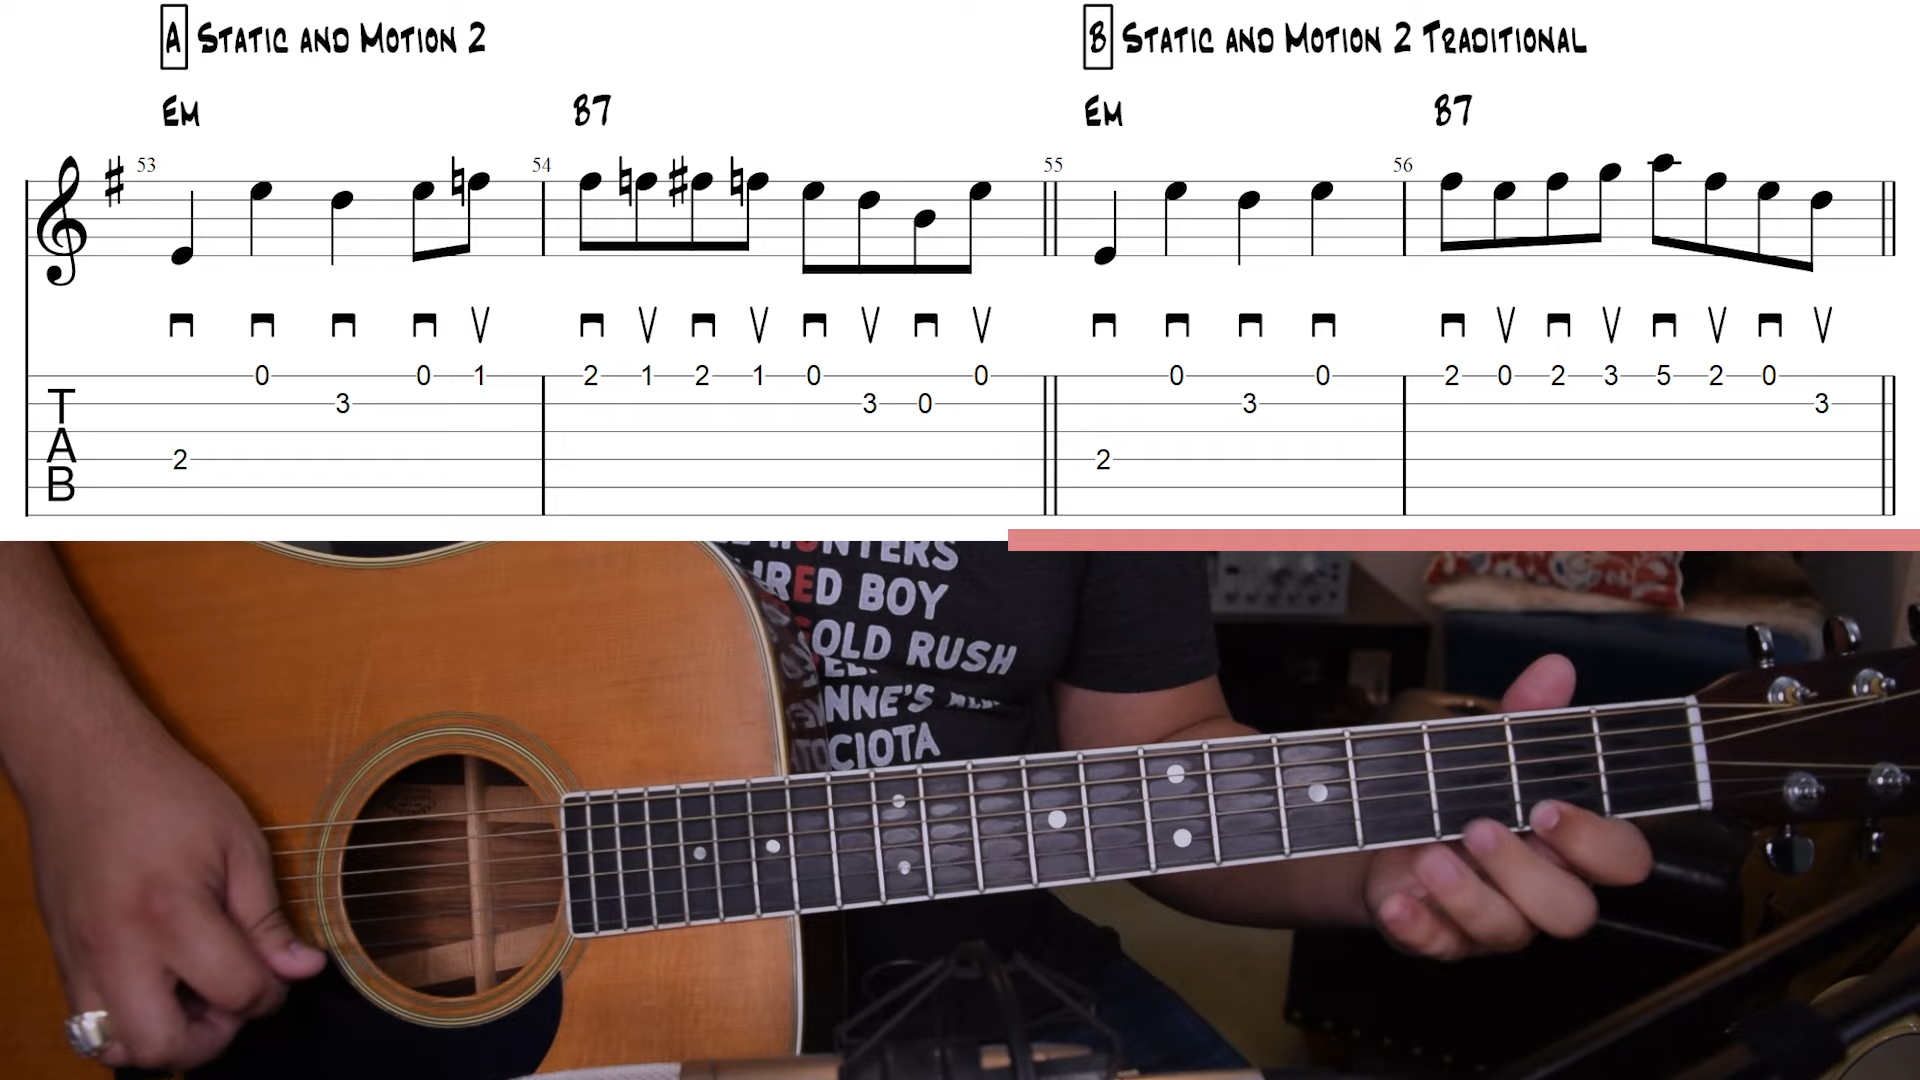 A STATIC AND MOTION 2
B STATIC AND MOTION 2 TRADITIONAL
EM B7 EM B7
53 54 55 56
0 0 1 2 1 2 1 0 0 0 0 2 0 2 3 5 2 0
T 3 3 0 3 3
A 2 2
B
HUNTERS
RED BOY
OLD RUSH
NNE'S
CIOTA